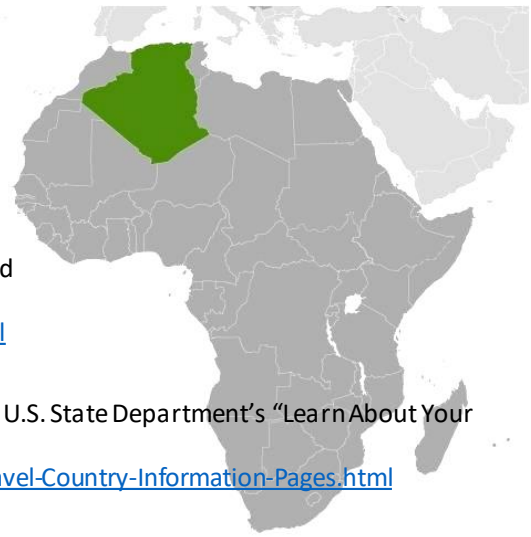 d
l
U.S. State Department's “Learn About Your
vel-Country-Information-Pages.html